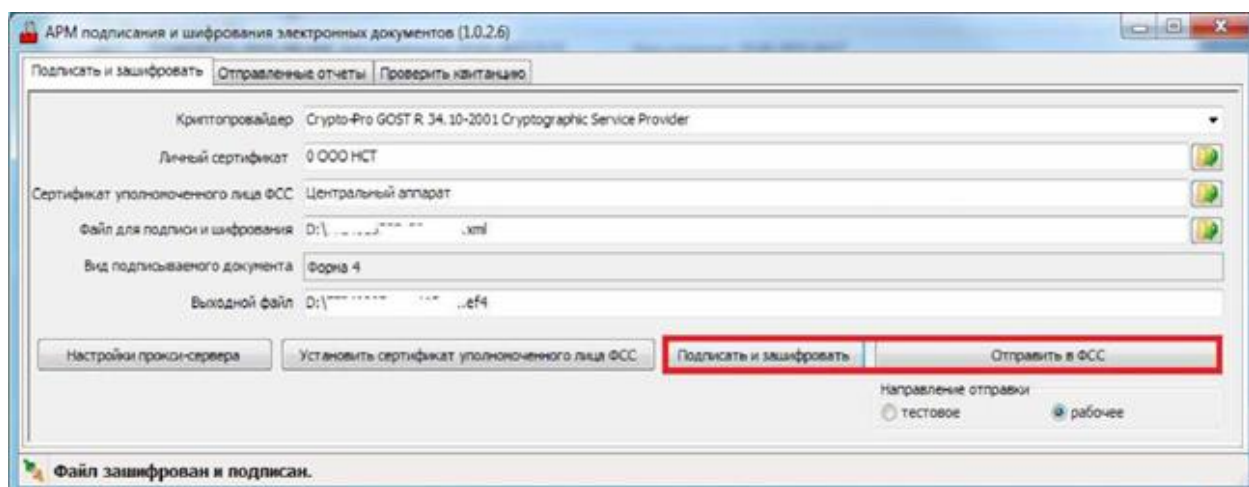 АРМ подписания и шифрования электронных документов (1.0.2.6)
Подписать и зашифровать Отправленные отчеты Проверить квитанцию
Криптопровайдер Crypto-Pro GOST R 34.10-2001 Cryptographic Service Provider
Личный сертификат 0 ООО НСТ
Сертификат уполномоченного лица ФСС Центральный аппарат
Файл для подписи и шифрования D:\ .xml
Вид подписываемого документа Форма 4
Выходной файл D:\ .ef4
Настройки прокси-сервера Установить сертификат уполномоченного лица ФСС Подписать и зашифровать Отправить в ФСС
Направление отправки
тестовое рабочее
Файл зашифрован и подписан.